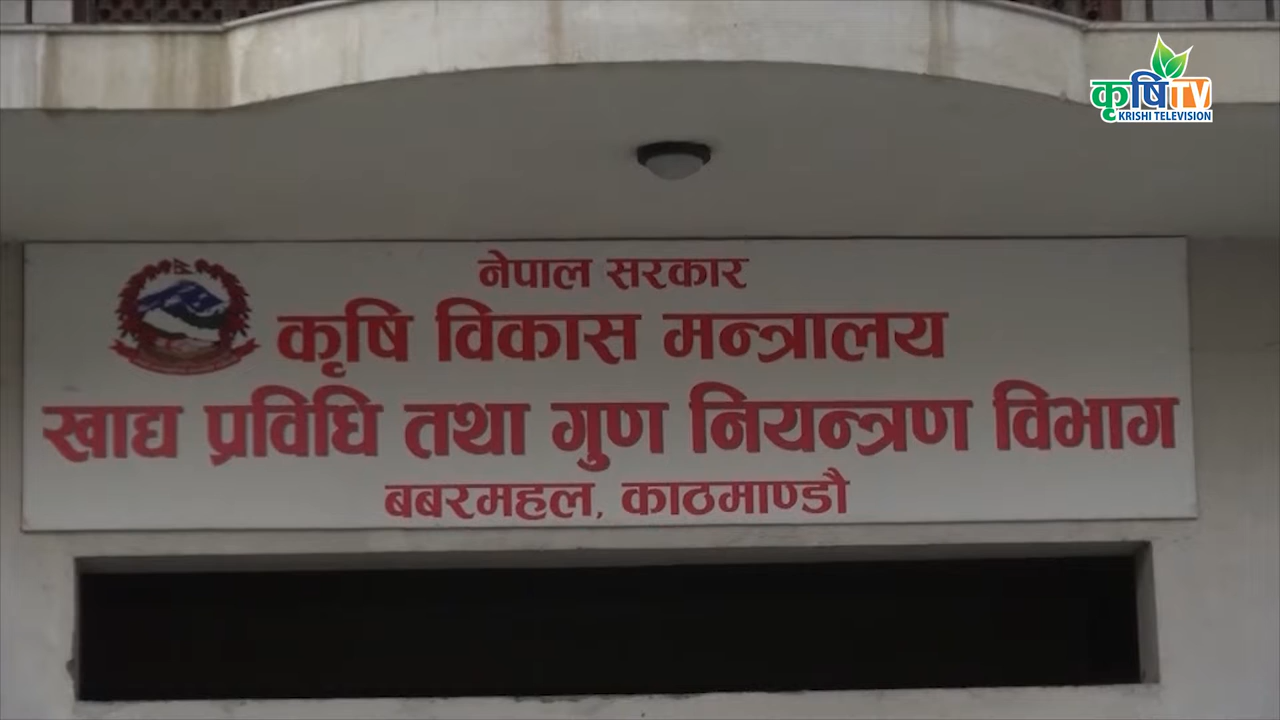 कृषि TV
KRISHI TELEVISION
नेपाल सरकार
कृषि विकास मन्त्रालय
खाद्य प्रविधि तथा गुण नियन्त्रण विभाग
बबरमहल, काठमाण्डौ